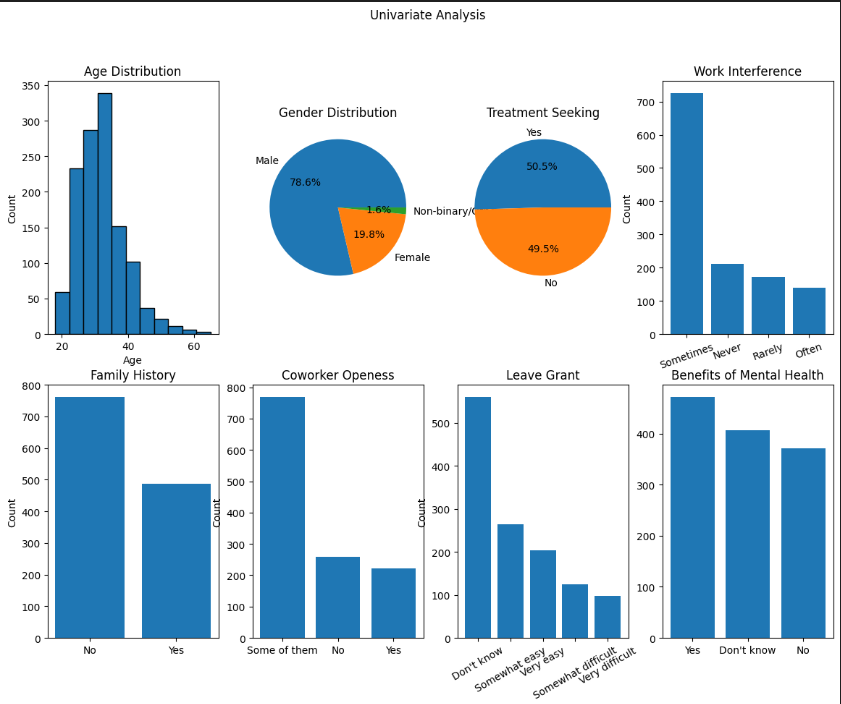 Univariate Analysis
Age Distribution
350
300
250
200
150
100
50
0
Count
20 40 60
Age
Gender Distribution
Male
78.6%
1.6%
Non-binary/
19.8%
Female
Treatment Seeking
Yes
50.5%
49.5%
No
Work Interference
700
600
500
400
300
200
100
0
Count
Sometimes Never Rarely Often
Family History
800
700
600
500
400
300
200
100
0
Count
No Yes
Coworker Openess
800
700
600
500
400
300
200
100
0
Count
Some of them No Yes
Leave Grant
500
400
300
200
100
0
Count
Don't know Somewhat easy Very easy Somewhat difficult Very difficult
Benefits of Mental Health
400
300
200
100
0
Yes Don't know No